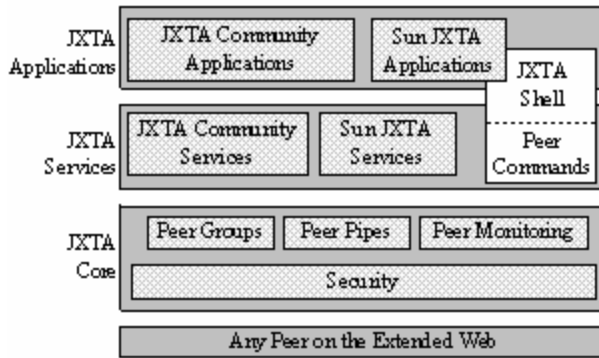 JXTA
Applications
JXTA Community
Applications
Sun JXTA
Applications
JXTA
Shell
Peer
Commands
JXTA
Services
JXTA Community
Services
Sun JXTA
Services
JXTA
Core
Peer Groups
Peer Pipes
Peer Monitoring
Security
Any Peer on the Extended Web